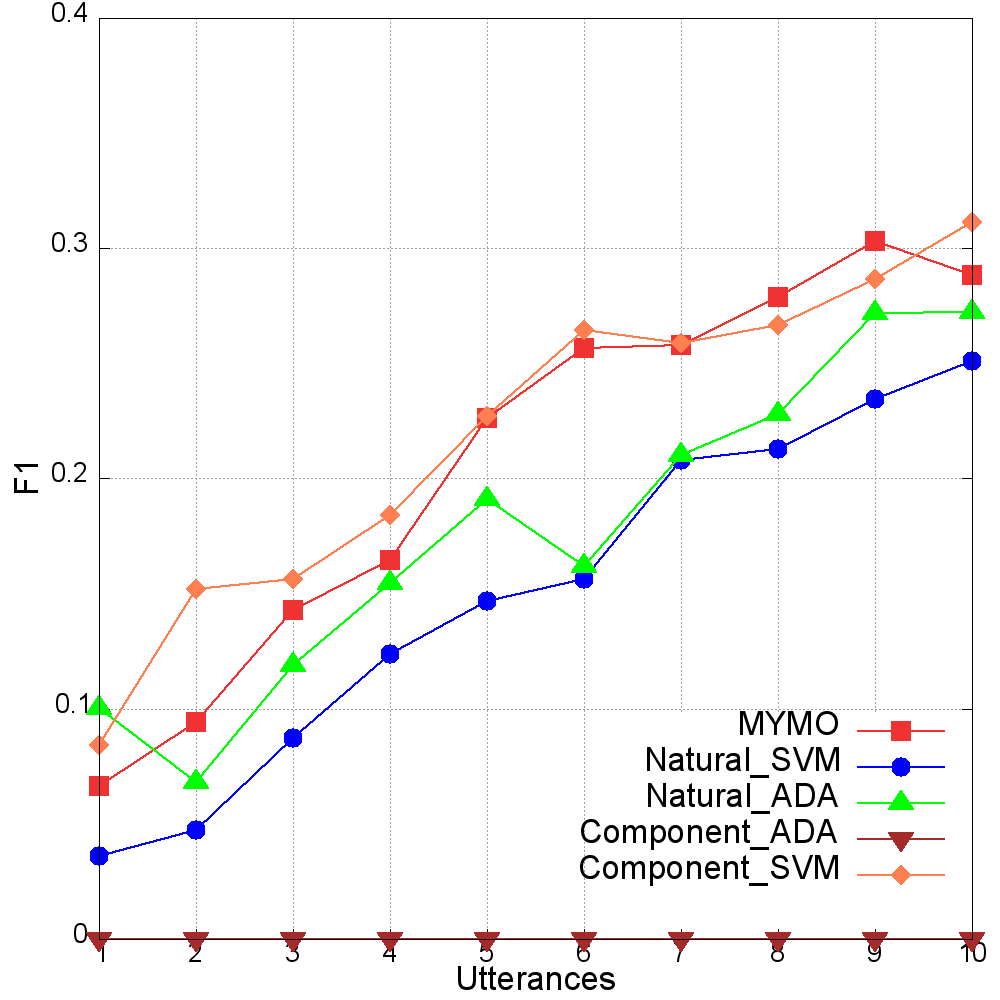 0.4
0.3
0.2
0.1
0
F1
MYMO
Natural_SVM
Natural_ADA
Component_ADA
Component_SVM
1 2 3 4 5 6 7 8 9 10
Utterances